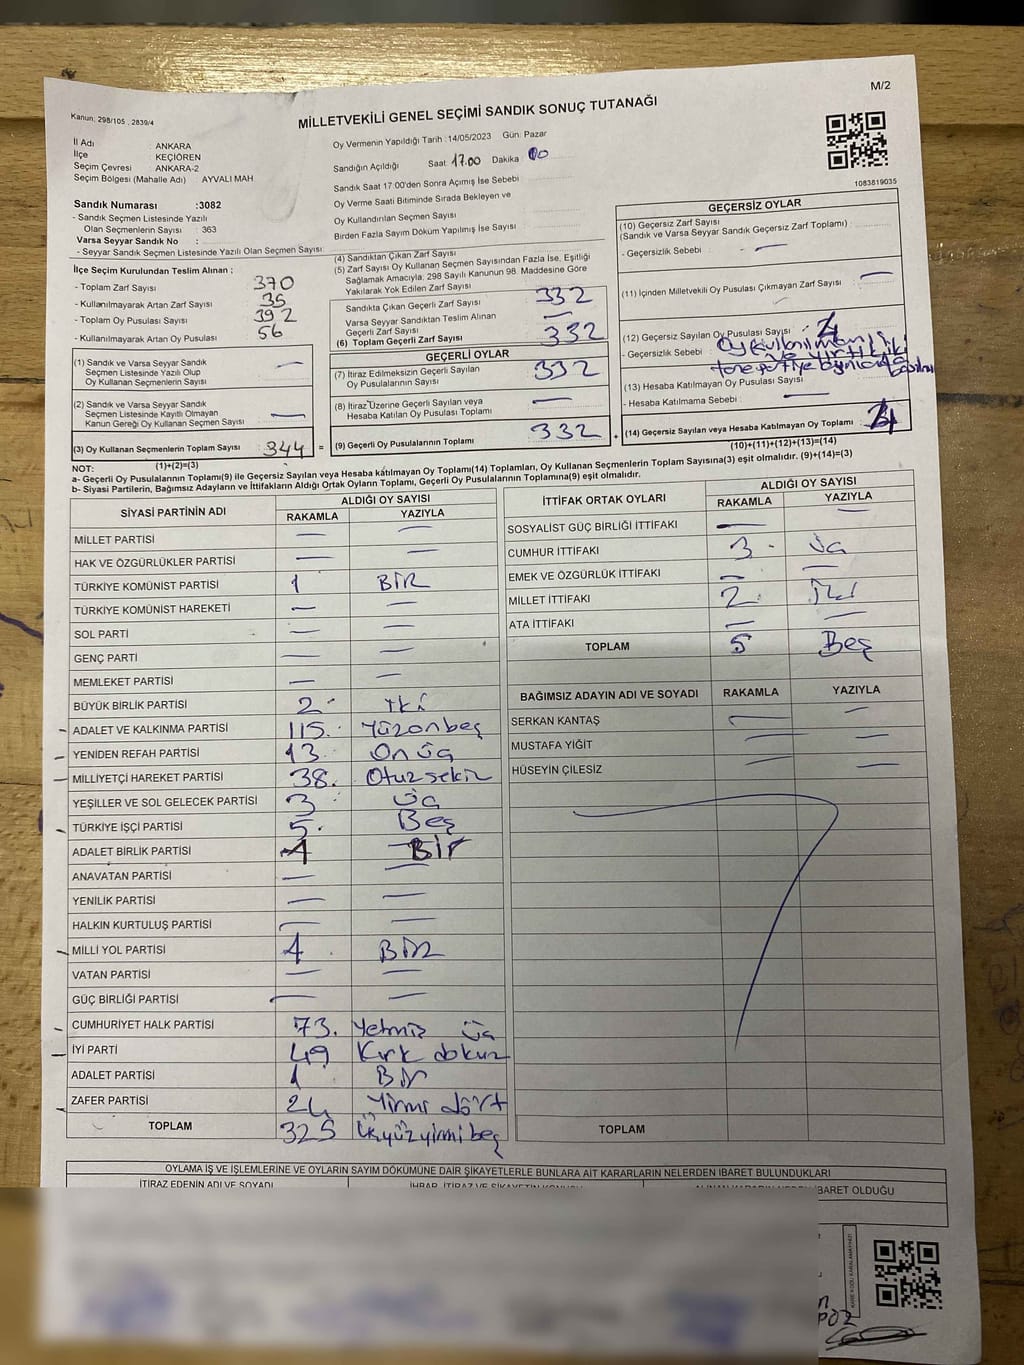 M/2
Kanun: 298/105 , 2839/4
MİLLETVEKİLİ GENEL SEÇİMİ SANDIK SONUÇ TUTANAĞI
İl Adı : ANKARA
İlçe : KEÇİÖREN
Seçim Çevresi : ANKARA-2
Seçim Bölgesi (Mahalle Adı) : AYVALI MAH
Sandık Numarası :3082
- Sandık Seçmen Listesinde Yazılı
Olan Seçmenlerin Sayısı : 363
Varsa Seyyar Sandık No :
- Seyyar Sandık Seçmen Listesinde Yazılı Olan Seçmen Sayısı :
Oy Vermenin Yapıldığı Tarih : 14/05/2023 Gün: Pazar
Sandığın Açıldığı Saat: 17.00 Dakika 00
Sandık Saat 17:00'den Sonra Açımış İse Sebebi
Oy Verme Saati Bitiminde Sırada Bekleyen ve
Oy Kullandırılan Seçmen Sayısı
Birden Fazla Sayım Döküm Yapılmış İse Sayısı
1083819035
İlçe Seçim Kurulundan Teslim Alınan :
- Toplam Zarf Sayısı 370
- Kullanılmayarak Artan Zarf Sayısı 35
- Toplam Oy Pusulası Sayısı 392
- Kullanılmayarak Artan Oy Pusulası 56
(1) Sandık ve Varsa Seyyar Sandık
Seçmen Listesinde Yazılı Olup
Oy Kullanan Seçmenlerin Sayısı —
(2) Sandık ve Varsa Seyyar Sandık
Seçmen Listesinde Kayıtlı Olmayan
Kanun Gereği Oy Kullanan Seçmen Sayısı —
(3) Oy Kullanan Seçmenlerin Toplam Sayısı 344 =
(1)+(2)=(3)
(4) Sandıktan Çıkan Zarf Sayısı
(5) Zarf Sayısı Oy Kullanan Seçmen Sayısından Fazla İse, Eşitliği
Sağlamak Amacıyla; 298 Sayılı Kanunun 98. Maddesine Göre
Yakılarak Yok Edilen Zarf Sayısı
Sandıkta Çıkan Geçerli Zarf Sayısı 332
Varsa Seyyar Sandıktan Teslim Alınan
Geçerli Zarf Sayısı —
(6) Toplam Geçerli Zarf Sayısı 332
GEÇERLİ OYLAR
(7) İtiraz Edilmeksizin Geçerli Sayılan
Oy Pusulalarının Sayısı 332
(8) İtiraz Üzerine Geçerli Sayılan veya
Hesaba Katılan Oy Pusulası Toplamı —
(9) Geçerli Oy Pusulalarının Toplamı 332 +
GEÇERSİZ OYLAR
(10) Geçersiz Zarf Sayısı
(Sandık ve Varsa Seyyar Sandık Geçersiz Zarf Toplamı) :
- Geçersizlik Sebebi : —
(11) İçinden Milletvekili Oy Pusulası Çıkmayan Zarf Sayısı : —
(12) Geçersiz Sayılan Oy Pusulası Sayısı :
- Geçersizlik Sebebi :
(13) Hesaba Katılmayan Oy Pusulası Sayısı
- Hesaba Katılmama Sebebi : —
(14) Geçersiz Sayılan veya Hesaba Katılmayan Oy Toplamı :
(10)+(11)+(12)+(13)=(14)
NOT:
a- Geçerli Oy Pusulalarının Toplamı(9) ile Geçersiz Sayılan veya Hesaba katılmayan Oy Toplamı(14) Toplamları, Oy Kullanan Seçmenlerin Toplam Sayısına(3) eşit olmalıdır. (9)+(14)=(3)
b- Siyasi Partilerin, Bağımsız Adayların ve İttifakların Aldığı Ortak Oyların Toplamı, Geçerli Oy Pusulalarının Toplamına(9) eşit olmalıdır.
SİYASİ PARTİNİN ADI ALDIĞI OY SAYISI
RAKAMLA YAZIYLA
MİLLET PARTİSİ — —
HAK VE ÖZGÜRLÜKLER PARTİSİ — —
TÜRKİYE KOMÜNİST PARTİSİ 1 BİR
TÜRKİYE KOMÜNİST HAREKETİ — —
SOL PARTİ — —
GENÇ PARTİ — —
MEMLEKET PARTİSİ — —
BÜYÜK BİRLİK PARTİSİ 2 İki
ADALET VE KALKINMA PARTİSİ 115 Yüzonbeş
YENİDEN REFAH PARTİSİ 13 On üç
MİLLİYETÇİ HAREKET PARTİSİ 38 Otuzsekiz
YEŞİLLER VE SOL GELECEK PARTİSİ 3 üç
TÜRKİYE İŞÇİ PARTİSİ 5 Beş
ADALET BİRLİK PARTİSİ 1 BİR
ANAVATAN PARTİSİ — —
YENİLİK PARTİSİ — —
HALKIN KURTULUŞ PARTİSİ — —
MİLLİ YOL PARTİSİ 1 BİR
VATAN PARTİSİ — —
GÜÇ BİRLİĞİ PARTİSİ — —
CUMHURİYET HALK PARTİSİ 73 Yetmiş üç
İYİ PARTİ 49 Kırk dokuz
ADALET PARTİSİ 1 Bir
ZAFER PARTİSİ 24 Yirmi dört
TOPLAM 325 Üçyüzyirmibeş
İTTİFAK ORTAK OYLARI ALDIĞI OY SAYISI
RAKAMLA YAZIYLA
SOSYALİST GÜÇ BİRLİĞİ İTTİFAKI — —
CUMHUR İTTİFAKI 3 üç
EMEK VE ÖZGÜRLÜK İTTİFAKI — —
MİLLET İTTİFAKI 2 İki
ATA İTTİFAKI — —
TOPLAM 5 Beş
BAĞIMSIZ ADAYIN ADI VE SOYADI RAKAMLA YAZIYLA
SERKAN KANTAŞ — —
MUSTAFA YİĞİT — —
HÜSEYİN ÇİLESİZ — —
TOPLAM
OYLAMA İŞ VE İŞLEMLERİNE VE OYLARIN SAYIM DÖKÜMÜNE DAİR ŞİKAYETLERLE BUNLARA AİT KARARLARIN NELERDEN İBARET BULUNDUKLARI
İTİRAZ EDENİN ADI VE SOYADI
İHBAR, İTİRAZ VE ŞİKAYETİN KONUSU
İBARET OLDUĞU